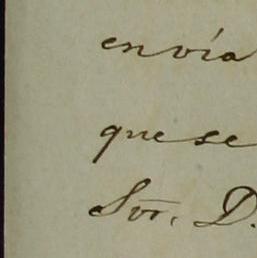 envía
que se
Sor. D.